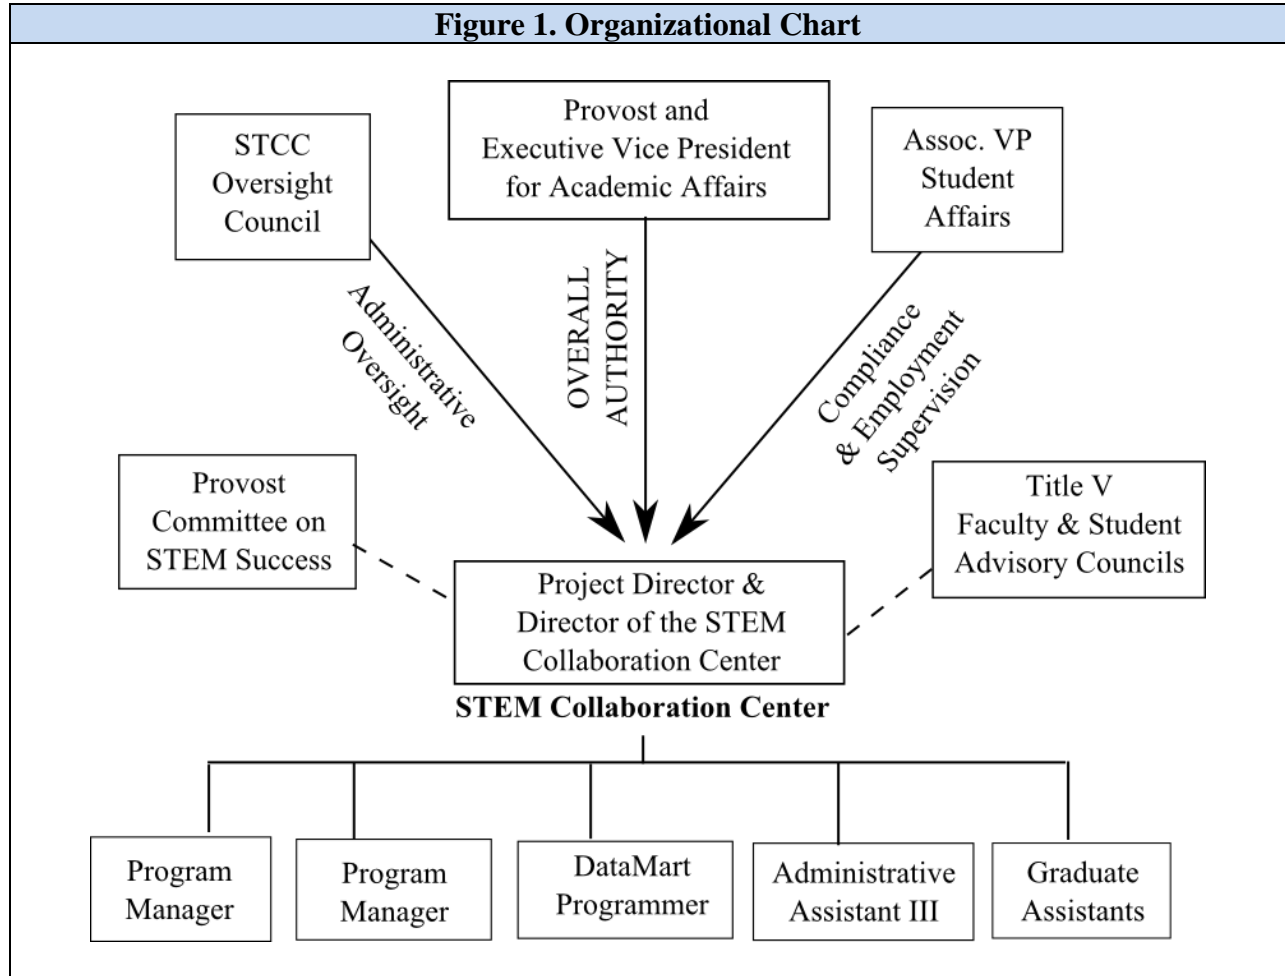 Figure 1. Organizational Chart
STCC
Oversight
Council
Provost and
Executive Vice President
for Academic Affairs
Assoc. VP
Student
Affairs
Administrative
Oversight
OVERALL
AUTHORITY
Compliance
& Employment
Supervision
Provost
Committee on
STEM Success
Title V
Faculty & Student
Advisory Councils
Project Director &
Director of the STEM
Collaboration Center
STEM Collaboration Center
Program
Manager
Program
Manager
DataMart
Programmer
Administrative
Assistant III
Graduate
Assistants